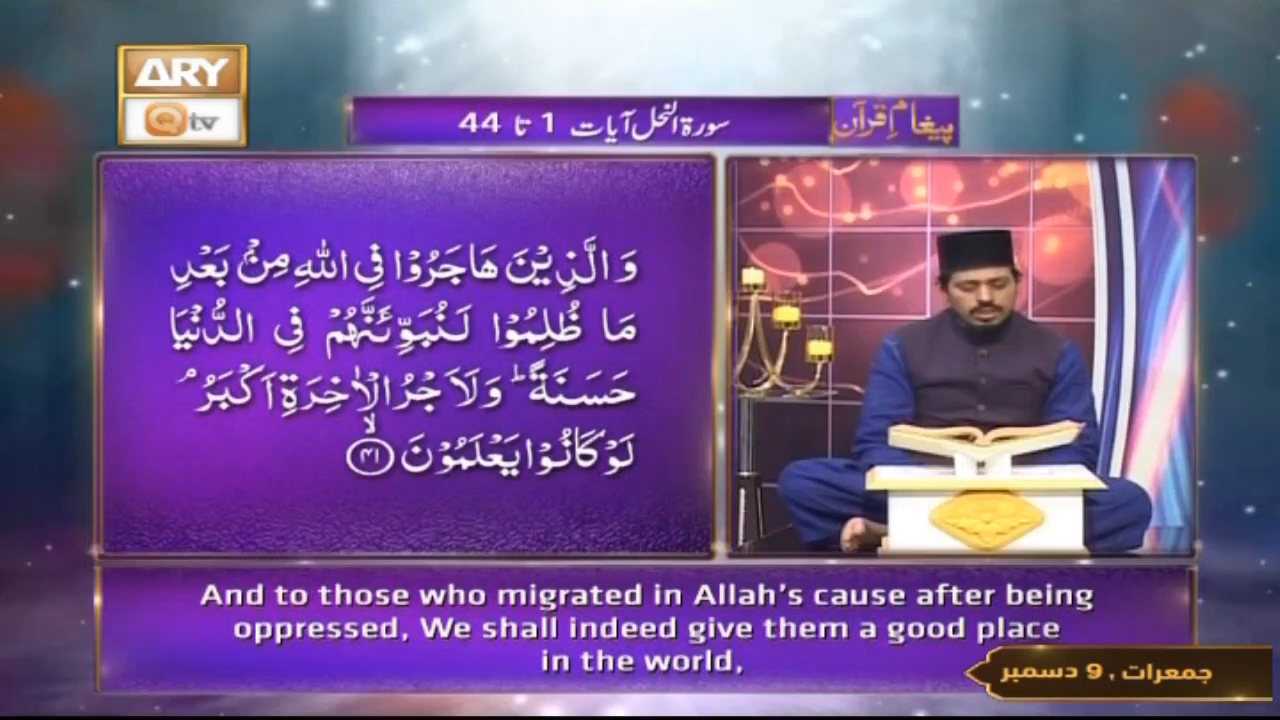 ARY
Qtv
سورۃ النحل آیات 1 تا 44
پیغامِ قرآن
وَالَّذِيْنَ هَاجَرُوْا فِي اللّٰهِ مِنْۢ بَعْدِ
مَا ظُلِمُوْا لَنُبَوِّئَنَّهُمْ فِي الدُّنْيَا
حَسَنَةً ؕ وَلَاَجْرُ الْاٰخِرَةِ اَكْبَرُ ۘ
لَوْ كَانُوْا يَعْلَمُوْنَ ﴿۴۱﴾ ۙ
And to those who migrated in Allah's cause after being
oppressed, We shall indeed give them a good place
in the world,
جمعرات , 9 دسمبر